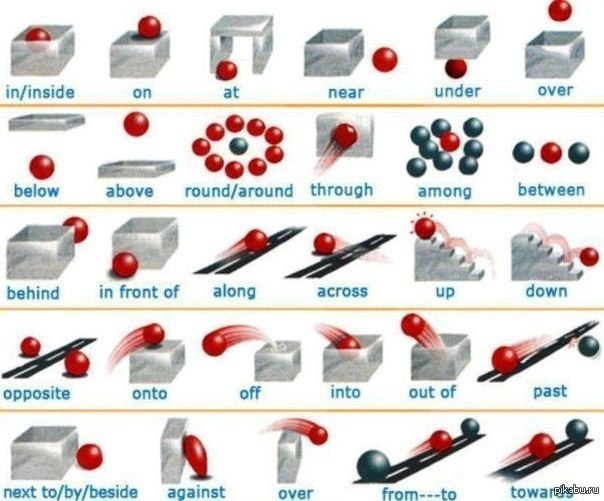 in/inside on at near under over
below above round/around through among between
behind in front of along across up down
opposite onto off into out of past
next to/by/beside against over from---to towards
pikabu.ru